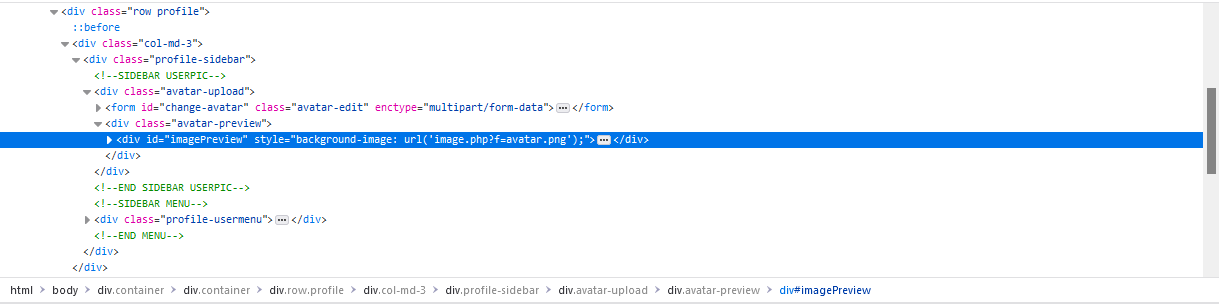 <div class="row profile">
::before
<div class="col-md-3">
<div class="profile-sidebar">
<!--SIDEBAR USERPIC-->
<div class="avatar-upload">
<form id="change-avatar" class="avatar-edit" enctype="multipart/form-data"> ••• </form>
<div class="avatar-preview">
<div id="imagePreview" style="background-image: url('image.php?f=avatar.png');"> ••• </div>
</div>
</div>
<!--END SIDEBAR USERPIC-->
<!--SIDEBAR MENU-->
<div class="profile-usermenu"> ••• </div>
<!--END MENU-->
</div>
</div>
html > body > div.container > div.container > div.row.profile > div.col-md-3 > div.profile-sidebar > div.avatar-upload > div.avatar-preview > div#imagePreview